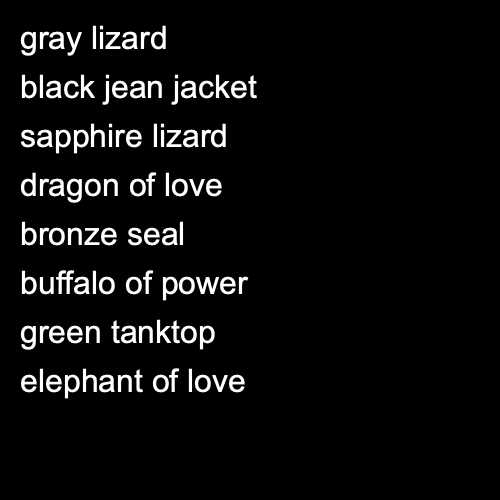 gray lizard
black jean jacket
sapphire lizard
dragon of love
bronze seal
buffalo of power
green tanktop
elephant of love